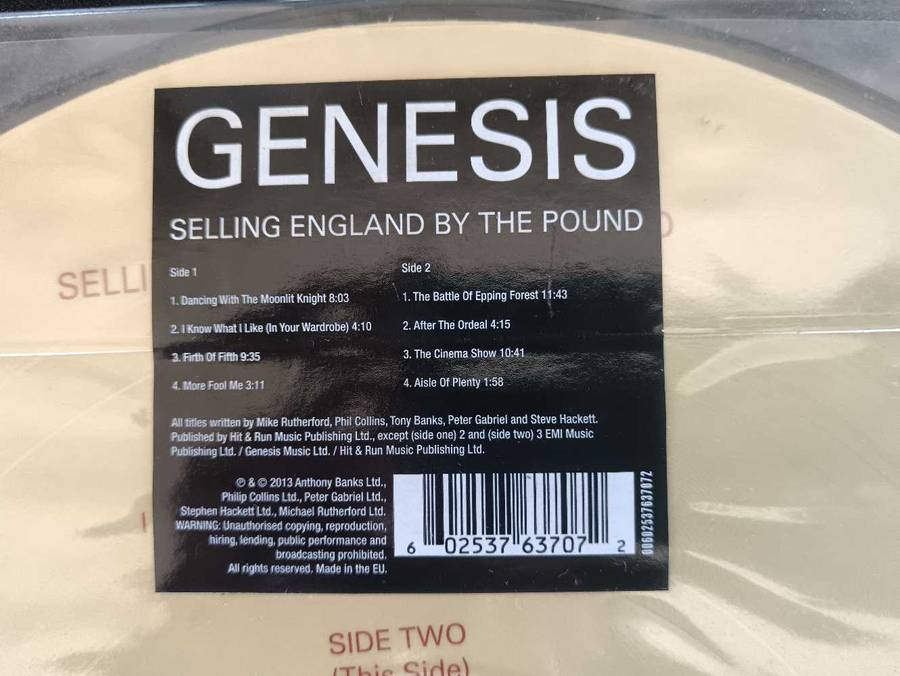 GENESIS
SELLING ENGLAND BY THE POUND
O
SELLI
Side 1
1. Dancing With The Moonlit Knight 8:03
2. I Know What I Like (In Your Wardrobe) 4:10
3. Firth Of Fifth 9:35
4. More Fool Me 3:11
Side 2
1. The Battle Of Epping Forest 11:43
2. After The Ordeal 4:15
3. The Cinema Show 10:41
4. Aisle Of Plenty 1:58
All titles written by Mike Rutherford, Phil Collins, Tony Banks, Peter Gabriel and Steve Hackett.
Published by Hit & Run Music Publishing Ltd., except (side one) 2 and (side two) 3 EMI Music
Publishing Ltd. / Genesis Music Ltd. / Hit & Run Music Publishing Ltd.
℗ & © 2013 Anthony Banks Ltd.,
Philip Collins Ltd., Peter Gabriel Ltd.,
Stephen Hackett Ltd., Michael Rutherford Ltd.
WARNING: Unauthorised copying, reproduction,
hiring, lending, public performance and
broadcasting prohibited.
All rights reserved. Made in the EU.
6 02537 63707 2
00602537637072
SIDE TWO
(This Side)